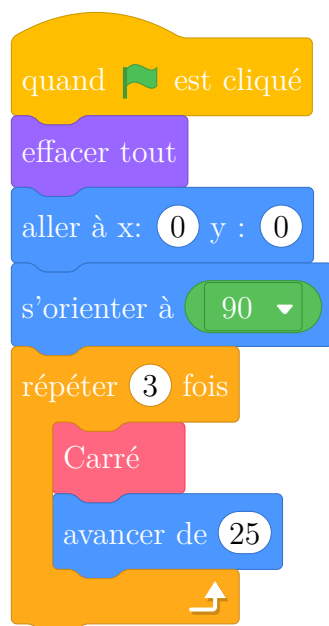 quand est cliqué
effacer tout
aller à x: 0 y : 0
s'orienter à 90
répéter 3 fois
Carré
avancer de 25